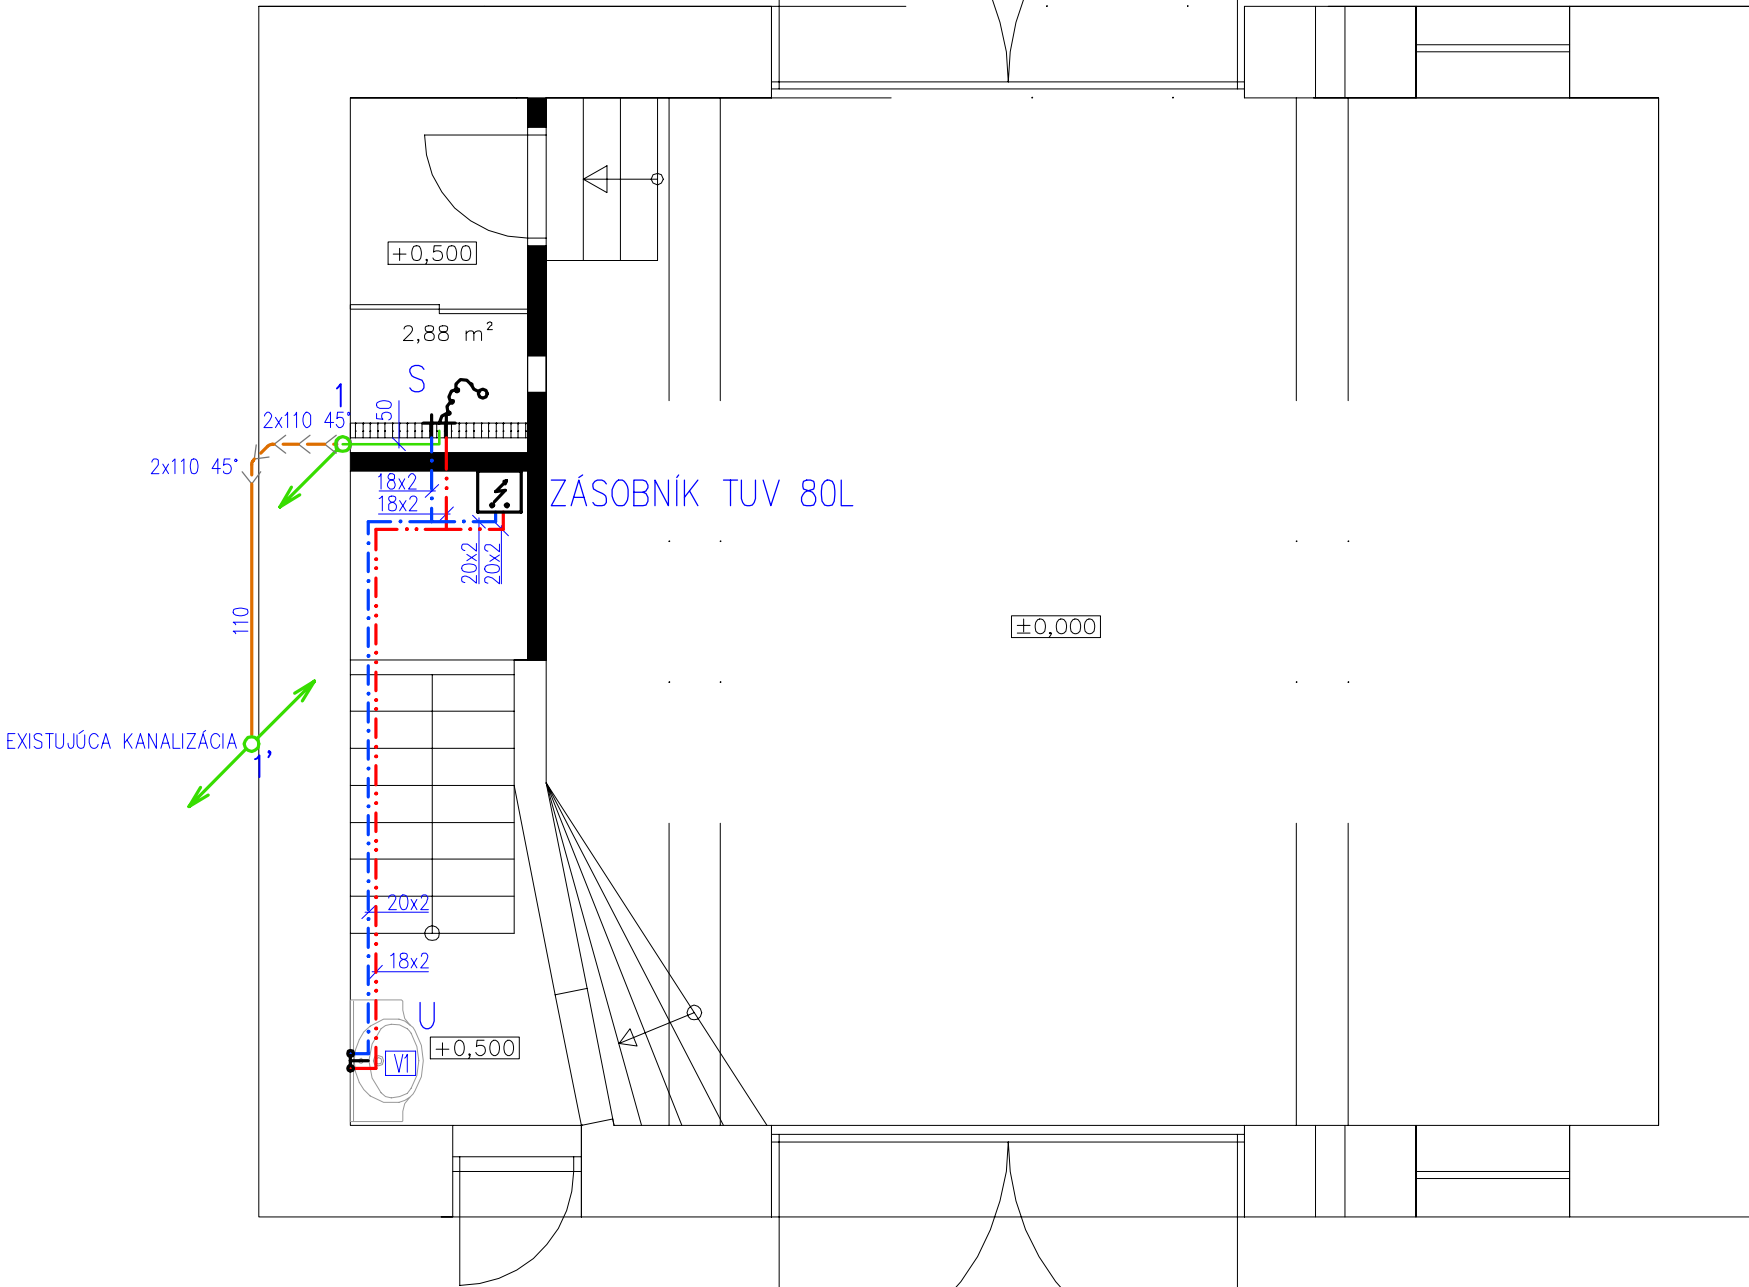 +0,500
2,88 m²
S
1
50
2x110 45°
2x110 45°
18x2
18x2
ZÁSOBNÍK TUV 80L
20x2
20x2
110
±0,000
EXISTUJÚCA KANALIZÁCIA
1'
20x2
18x2
U
+0,500
V1